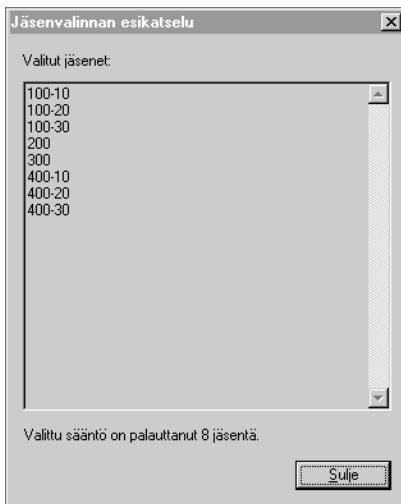 Jäsenvalinnan esikatselu
Valitut jäsenet:
100-10
100-20
100-30
200
300
400-10
400-20
400-30
Valittu sääntö on palauttanut 8 jäsentä.
Sulje